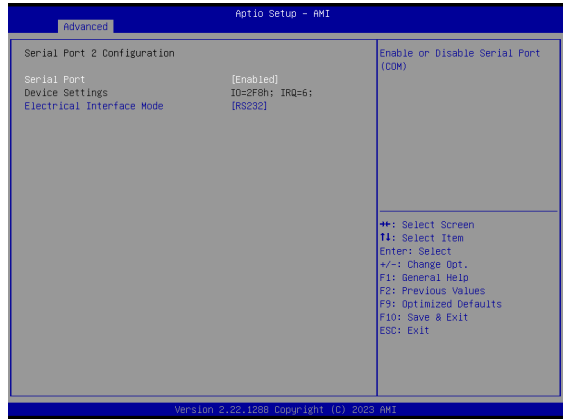 Aptio Setup - AMI
Advanced
Serial Port 2 Configuration
Serial Port [Enabled]
Device Settings IO=2F8h; IRQ=6;
Electrical Interface Mode [RS232]
Enable or Disable Serial Port
(COM)
→←: Select Screen
↑↓: Select Item
Enter: Select
+/-: Change Opt.
F1: General Help
F2: Previous Values
F9: Optimized Defaults
F10: Save & Exit
ESC: Exit
Version 2.22.1288 Copyright (C) 2023 AMI